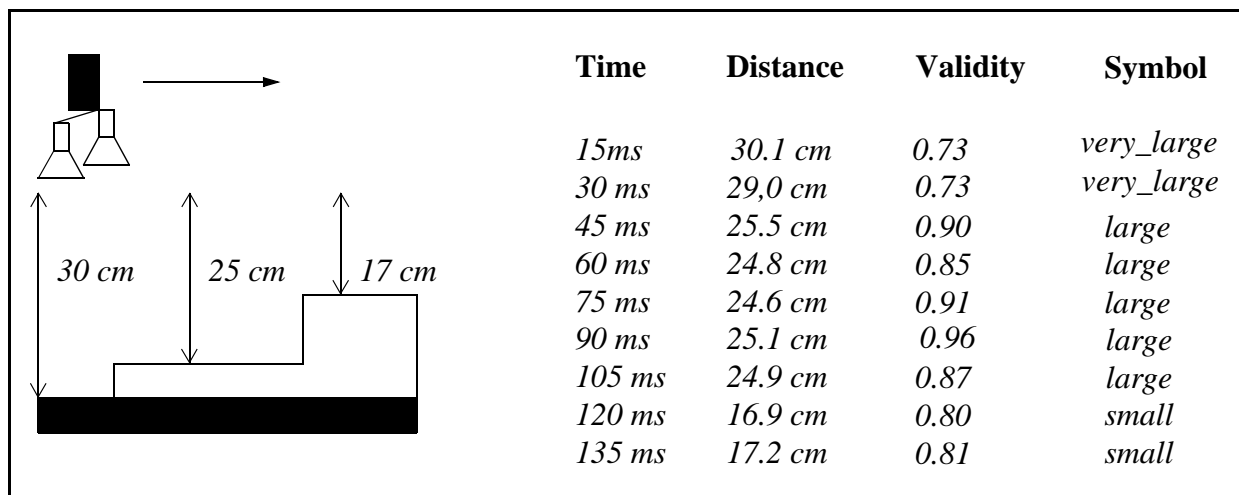 Time Distance Validity Symbol
15ms 30.1 cm 0.73 very_large
30 ms 29,0 cm 0.73 very_large
45 ms 25.5 cm 0.90 large
60 ms 24.8 cm 0.85 large
75 ms 24.6 cm 0.91 large
90 ms 25.1 cm 0.96 large
105 ms 24.9 cm 0.87 large
120 ms 16.9 cm 0.80 small
135 ms 17.2 cm 0.81 small
30 cm 25 cm 17 cm